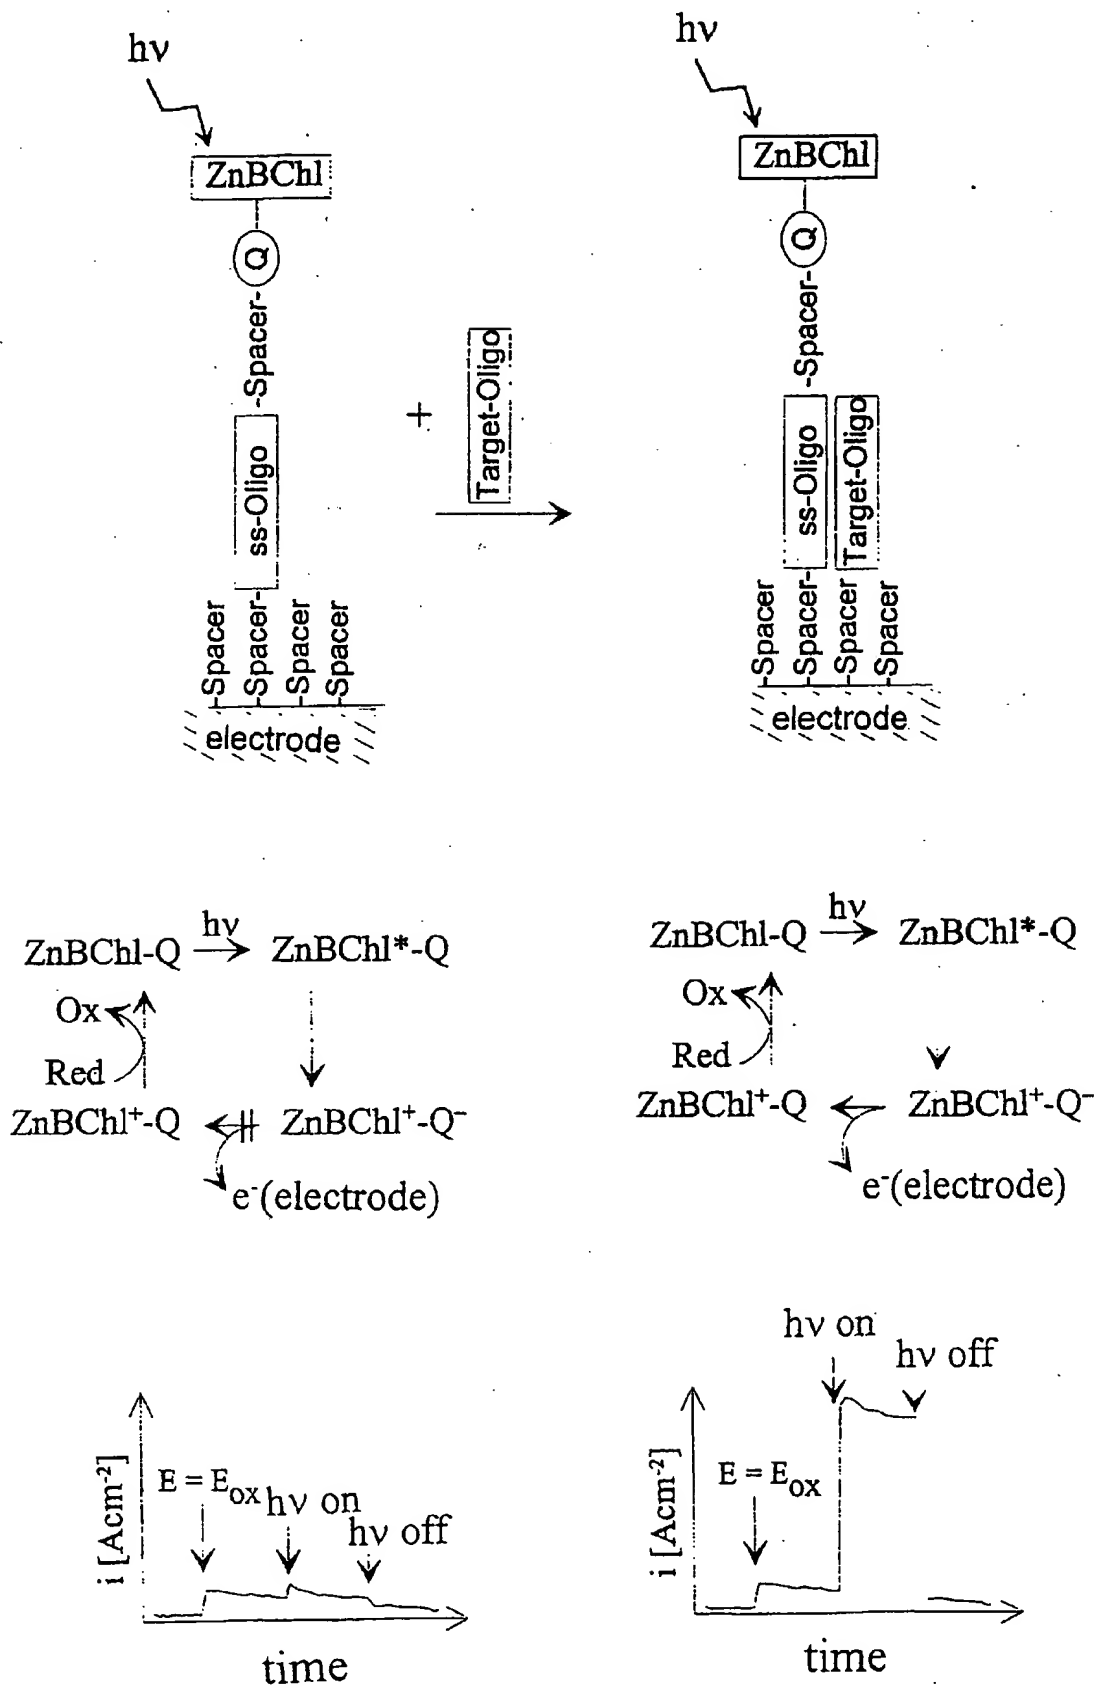 hν
ZnBChl
Q
-Spacer-
ss-Oligo
-Spacer
-Spacer-
-Spacer
-Spacer
electrode
+
Target-Oligo
hν
ZnBChl
Q
-Spacer-
ss-Oligo
Target-Oligo
-Spacer
-Spacer-
-Spacer
-Spacer
electrode
ZnBChl-Q hν ZnBChl*-Q
Ox
Red
ZnBChl⁺-Q ZnBChl⁺-Q⁻
e⁻(electrode)
ZnBChl-Q hν ZnBChl*-Q
Ox
Red
ZnBChl⁺-Q ZnBChl⁺-Q⁻
e⁻(electrode)
i [Acm⁻²]
E = Eox
hν on
hν off
time
i [Acm⁻²]
E = Eox
hν on
hν off
time